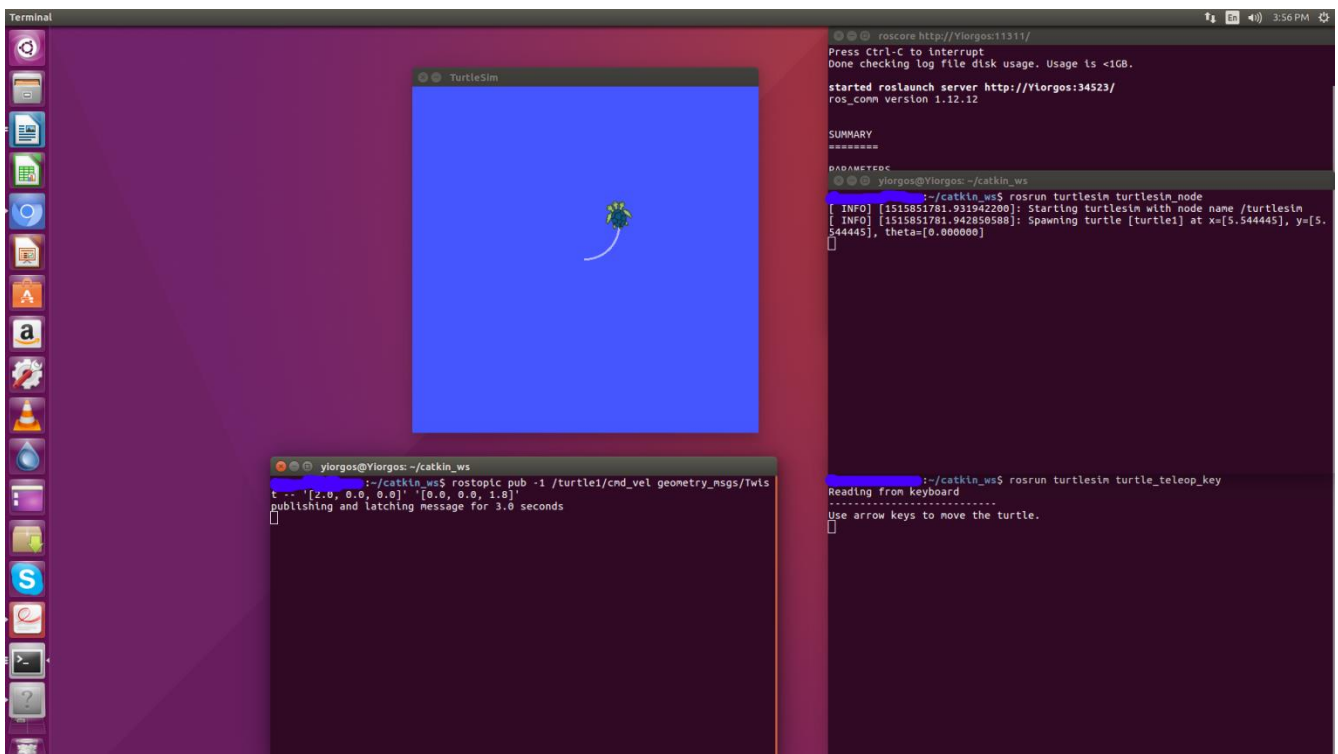 Terminal
En
3:56 PM
roscore http://Yiorgos:11311/
Press Ctrl-C to interrupt
Done checking log file disk usage. Usage is <1GB.
started roslaunch server http://Yiorgos:34523/
ros_comm version 1.12.12
SUMMARY
========
PARAMETERS
TurtleSim
yiorgos@Yiorgos: ~/catkin_ws
:~/catkin_ws$ rosrun turtlesim turtlesim_node
[ INFO] [1515851781.931942200]: Starting turtlesim with node name /turtlesim
[ INFO] [1515851781.942850588]: Spawning turtle [turtle1] at x=[5.544445], y=[5.
544445], theta=[0.000000]
yiorgos@Yiorgos: ~/catkin_ws
:~/catkin_ws$ rostopic pub -1 /turtle1/cmd_vel geometry_msgs/Twis
t -- '[2.0, 0.0, 0.0]' '[0.0, 0.0, 1.8]'
publishing and latching message for 3.0 seconds
:~/catkin_ws$ rosrun turtlesim turtle_teleop_key
Reading from keyboard
---------------------------
Use arrow keys to move the turtle.